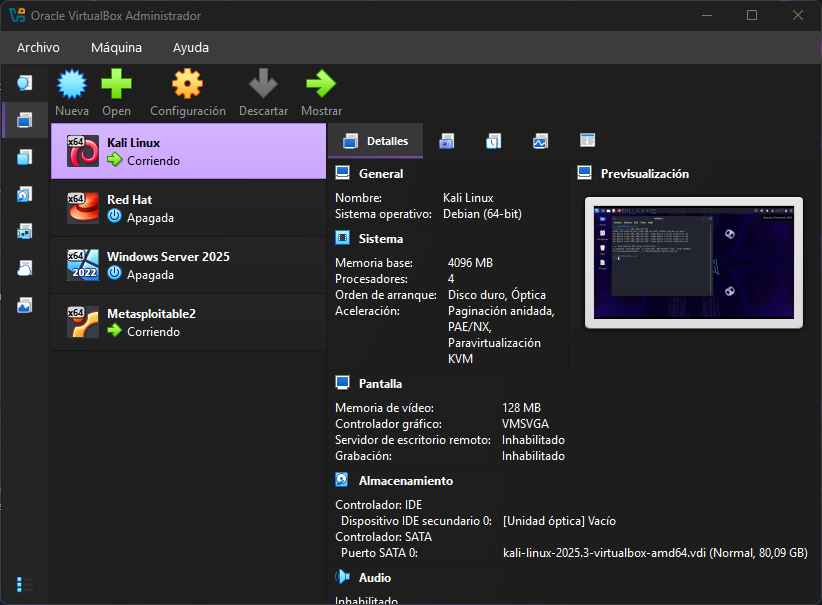 Oracle VirtualBox Administrador
Archivo Máquina Ayuda
Nueva Open Configuración Descartar Mostrar
x64 Kali Linux
Corriendo
x64 Red Hat
Apagada
x64 2022 Windows Server 2025
Apagada
x64 Metasploitable2
Corriendo
Detalles
General
Nombre: Kali Linux
Sistema operativo: Debian (64-bit)
Previsualización
Sistema
Memoria base: 4096 MB
Procesadores: 4
Orden de arranque: Disco duro, Óptica
Aceleración: Paginación anidada,
PAE/NX,
Paravirtualización
KVM
Pantalla
Memoria de vídeo: 128 MB
Controlador gráfico: VMSVGA
Servidor de escritorio remoto: Inhabilitado
Grabación: Inhabilitado
Almacenamiento
Controlador: IDE
Dispositivo IDE secundario 0: [Unidad óptica] Vacío
Controlador: SATA
Puerto SATA 0: kali-linux-2025.3-virtualbox-amd64.vdi (Normal, 80,09 GB)
Audio
Inhabilitado